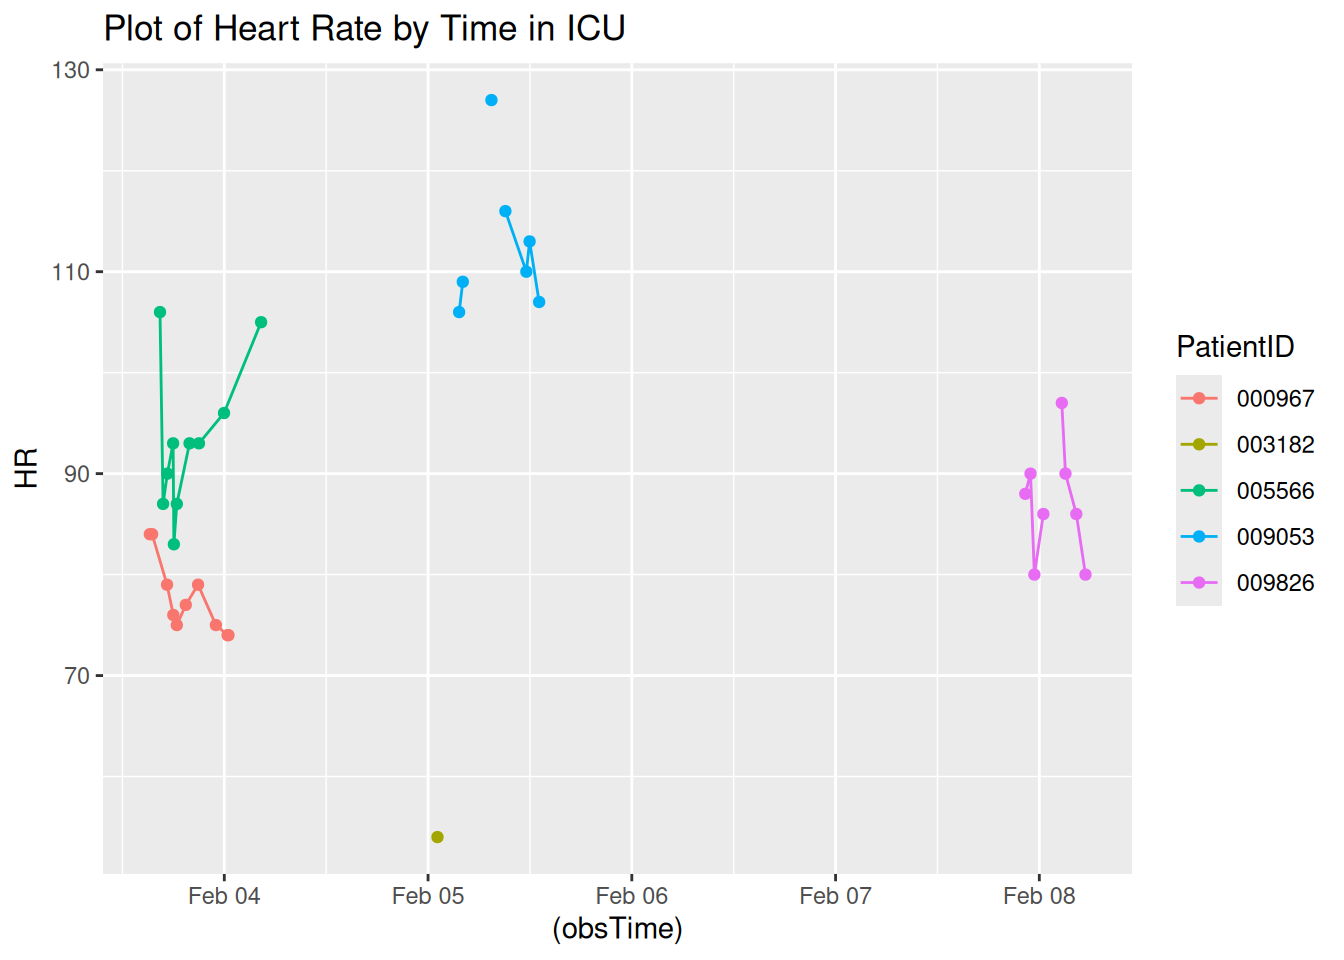 Plot of Heart Rate by Time in ICU
130
110
90
70
HR
Feb 04
Feb 05
Feb 06
Feb 07
Feb 08
(obsTime)
PatientID
000967
003182
005566
009053
009826